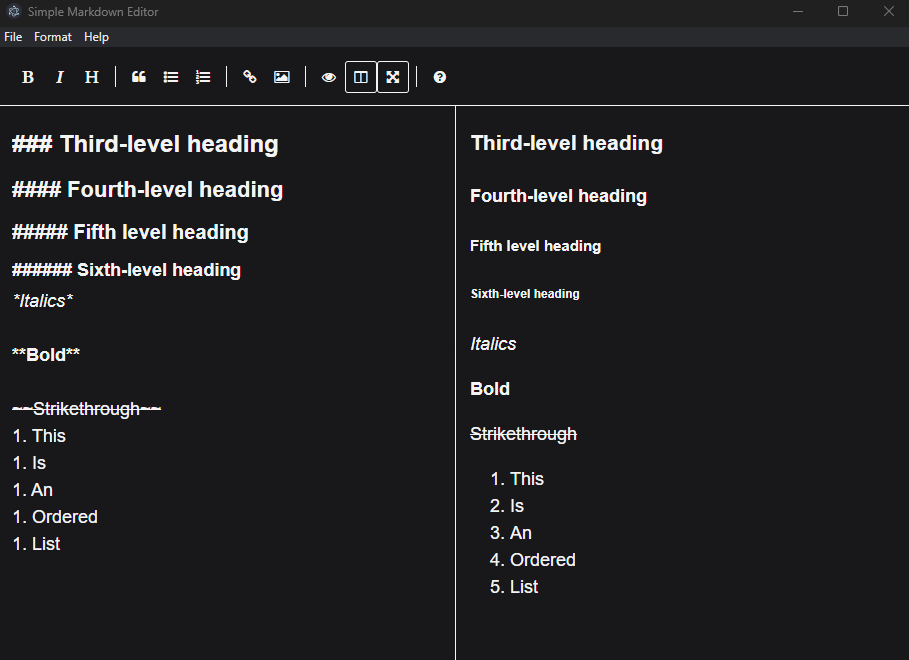 Simple Markdown Editor
File Format Help
B I H
### Third-level heading
#### Fourth-level heading
##### Fifth level heading
###### Sixth-level heading
*Italics*
**Bold**
~~Strikethrough~~
1. This
1. Is
1. An
1. Ordered
1. List
Third-level heading
Fourth-level heading
Fifth level heading
Sixth-level heading
Italics
Bold
Strikethrough
1. This
2. Is
3. An
4. Ordered
5. List